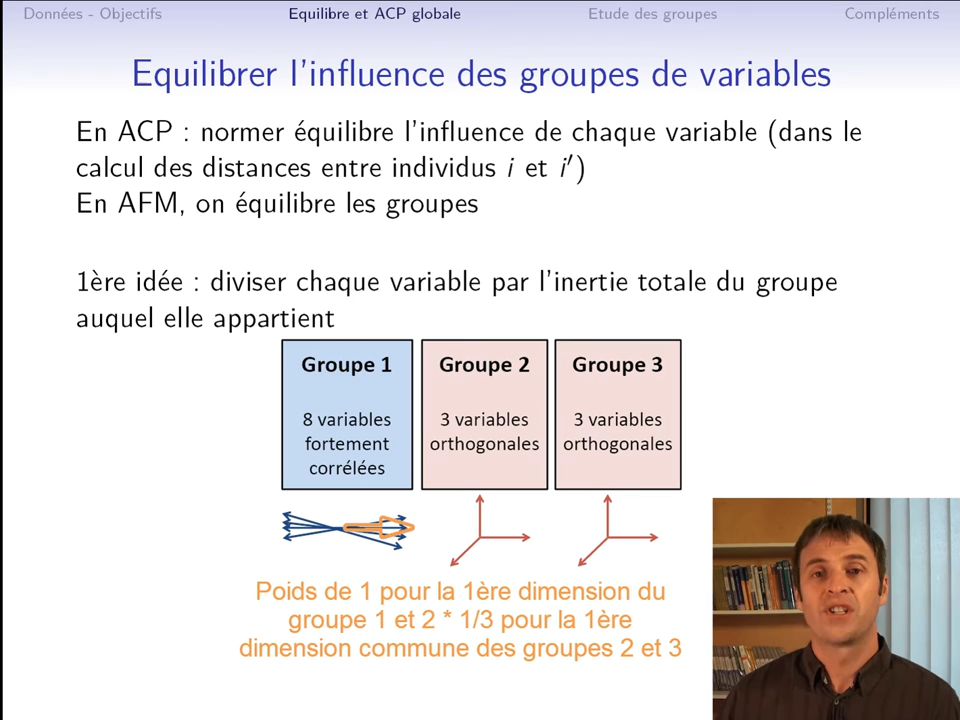 Données - Objectifs
Equilibre et ACP globale
Etude des groupes
Compléments
Equilibrer l'influence des groupes de variables
En ACP : normer équilibre l'influence de chaque variable (dans le
calcul des distances entre individus i et i′)
En AFM, on équilibre les groupes
1ère idée : diviser chaque variable par l'inertie totale du groupe
auquel elle appartient
Groupe 1
8 variables
fortement
corrélées
Groupe 2
3 variables
orthogonales
Groupe 3
3 variables
orthogonales
Poids de 1 pour la 1ère dimension du
groupe 1 et 2 * 1/3 pour la 1ère
dimension commune des groupes 2 et 3